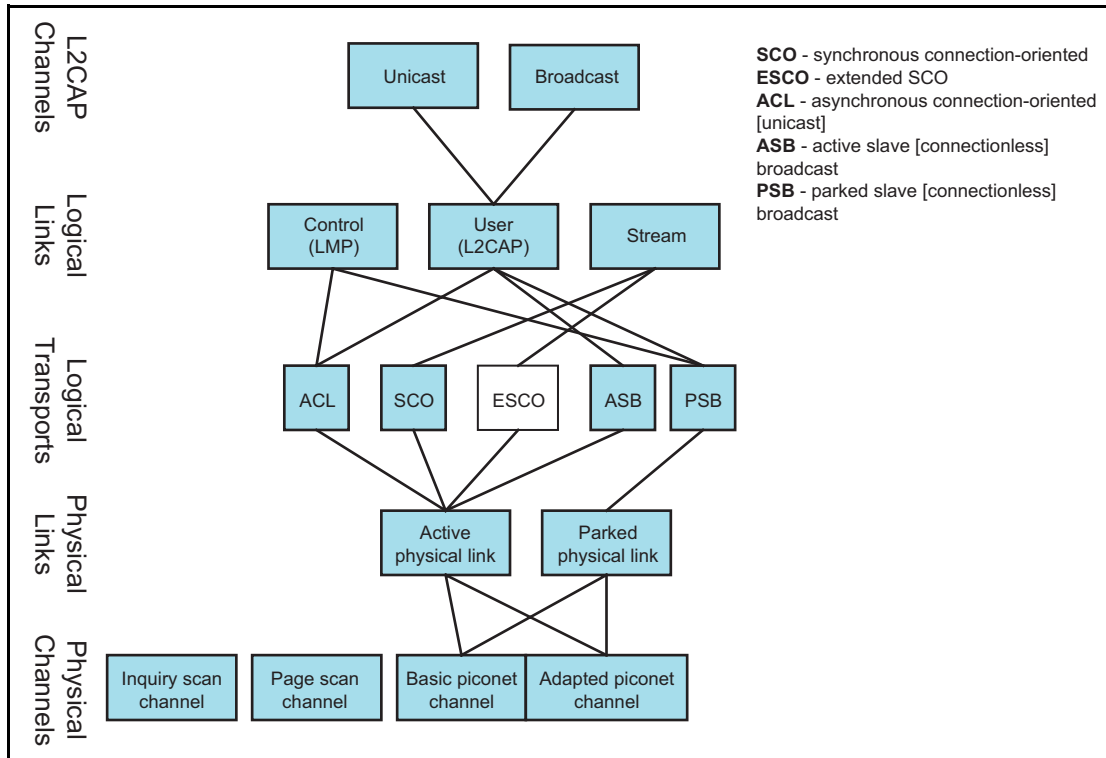 L2CAP
Channels
Unicast
Broadcast
SCO - synchronous connection-oriented
ESCO - extended SCO
ACL - asynchronous connection-oriented
[unicast]
ASB - active slave [connectionless]
broadcast
PSB - parked slave [connectionless]
broadcast
Logical
Links
Control
(LMP)
User
(L2CAP)
Stream
Logical
Transports
ACL
SCO
ESCO
ASB
PSB
Physical
Links
Active
physical link
Parked
physical link
Physical
Channels
Inquiry scan
channel
Page scan
channel
Basic piconet
channel
Adapted piconet
channel